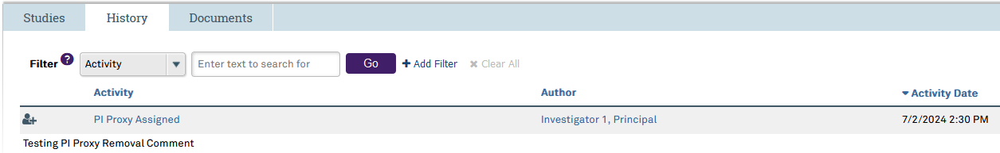 Studies History Documents
Filter ? Activity Enter text to search for Go + Add Filter × Clear All
Activity Author Activity Date
PI Proxy Assigned Investigator 1, Principal 7/2/2024 2:30 PM
Testing PI Proxy Removal Comment